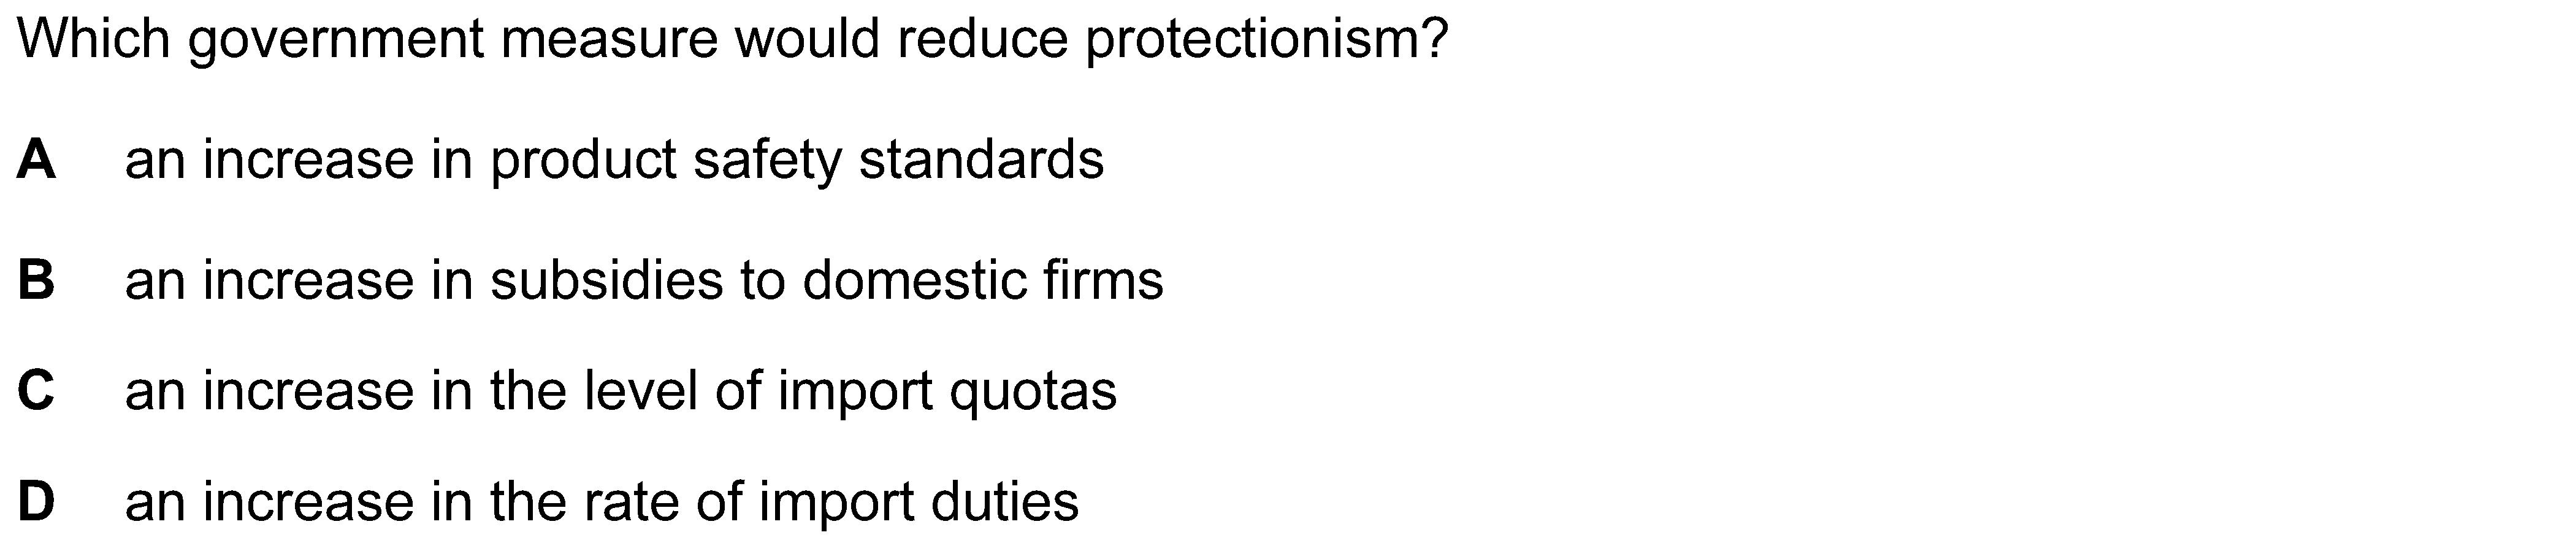 Which government measure would reduce protectionism?
A an increase in product safety standards
B an increase in subsidies to domestic firms
C an increase in the level of import quotas
D an increase in the rate of import duties